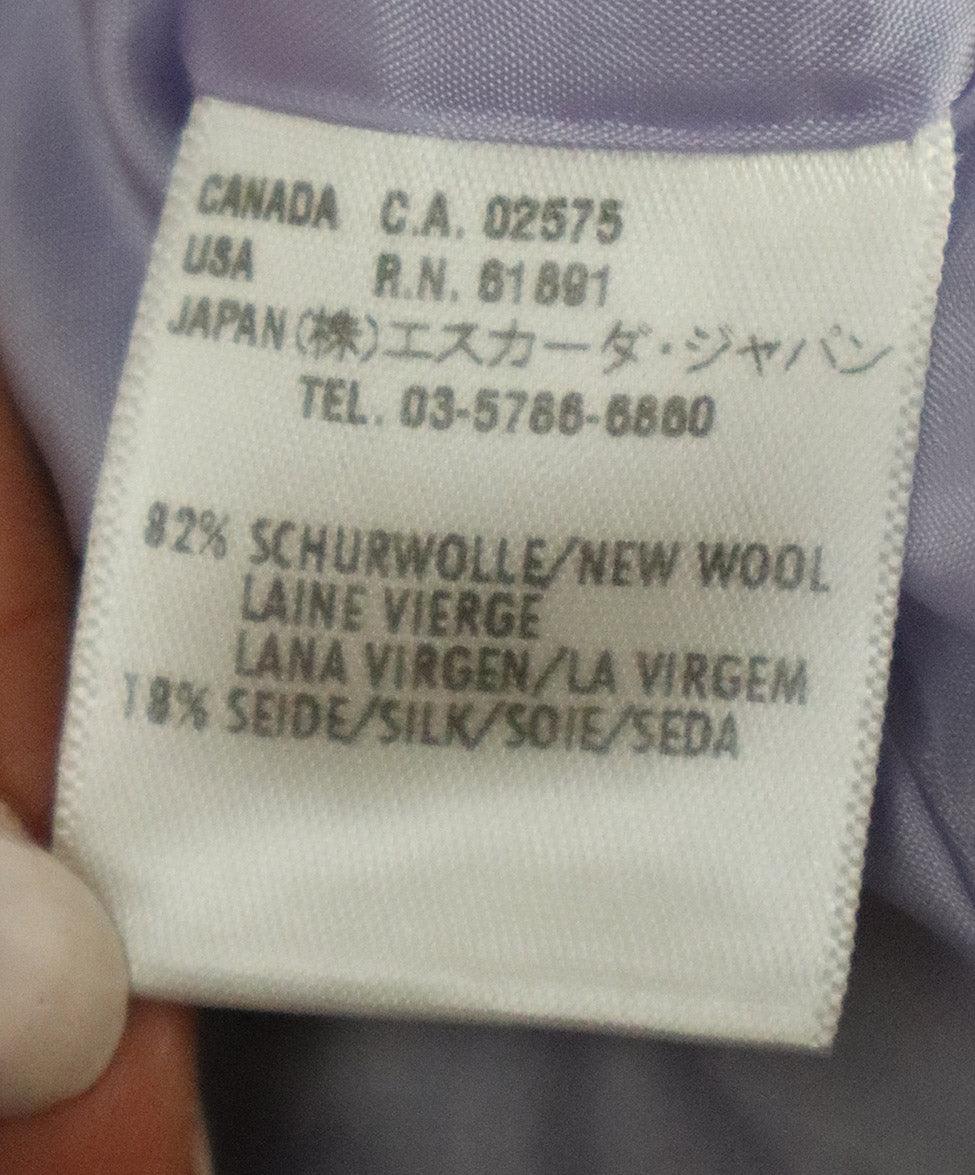 CANADA C.A. 02575
USA R.N. 61691
JAPAN(株)エスカーダ・ジャパン
TEL. 03-5786-6860
82% SCHURWOLLE/NEW WOOL
LAINE VIERGE
LANA VIRGEN/LA VIRGEM
18% SEIDE/SILK/SOIE/SEDA